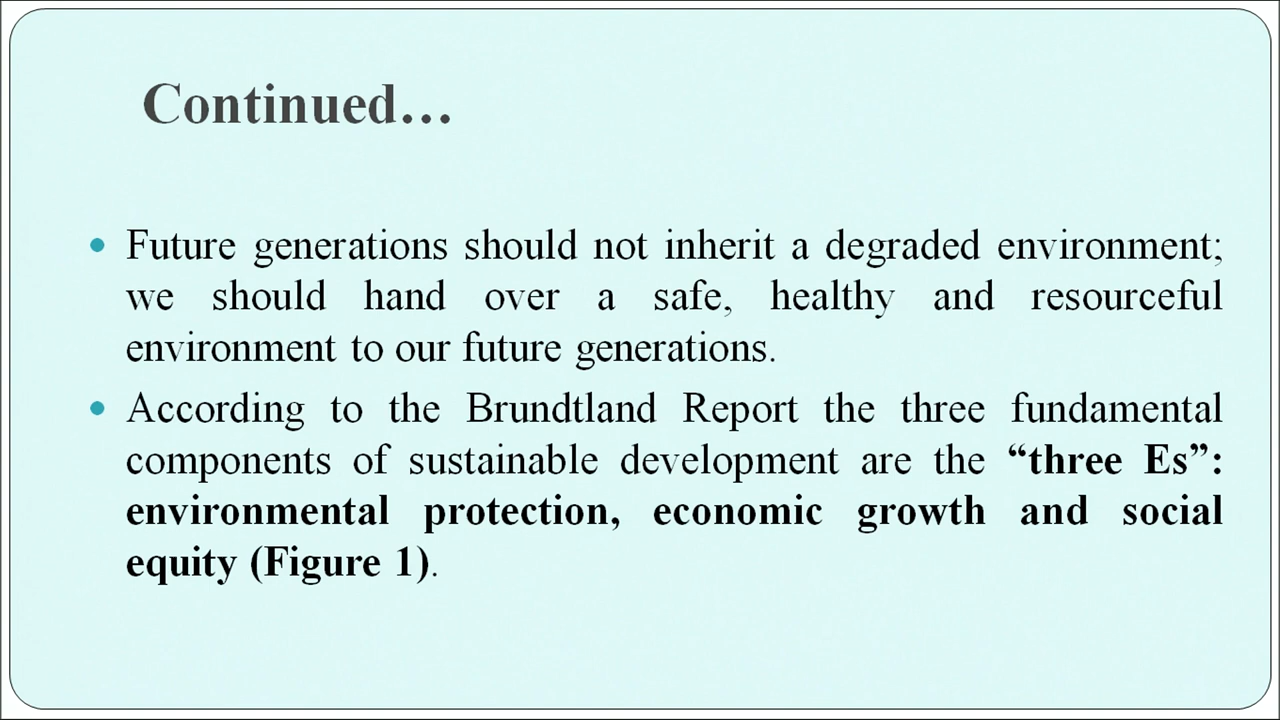 Continued…
Future generations should not inherit a degraded environment;
we should hand over a safe, healthy and resourceful
environment to our future generations.
According to the Brundtland Report the three fundamental
components of sustainable development are the “three Es”:
environmental protection, economic growth and social
equity (Figure 1).